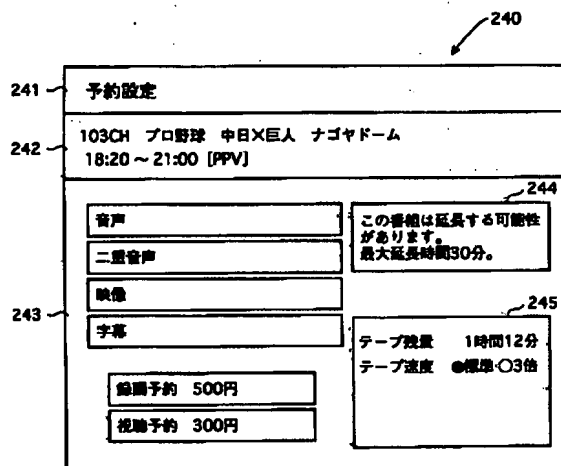 240
241
予約設定
242
103CH プロ野球 中日×巨人 ナゴヤドーム
18:20 ～ 21:00 [PPV]
243
音声
二重音声
映像
字幕
録画予約 500円
視聴予約 300円
244
この番組は延長する可能性
があります。
最大延長時間30分。
245
テープ残量 1時間12分
テープ速度 ●標準・○3倍